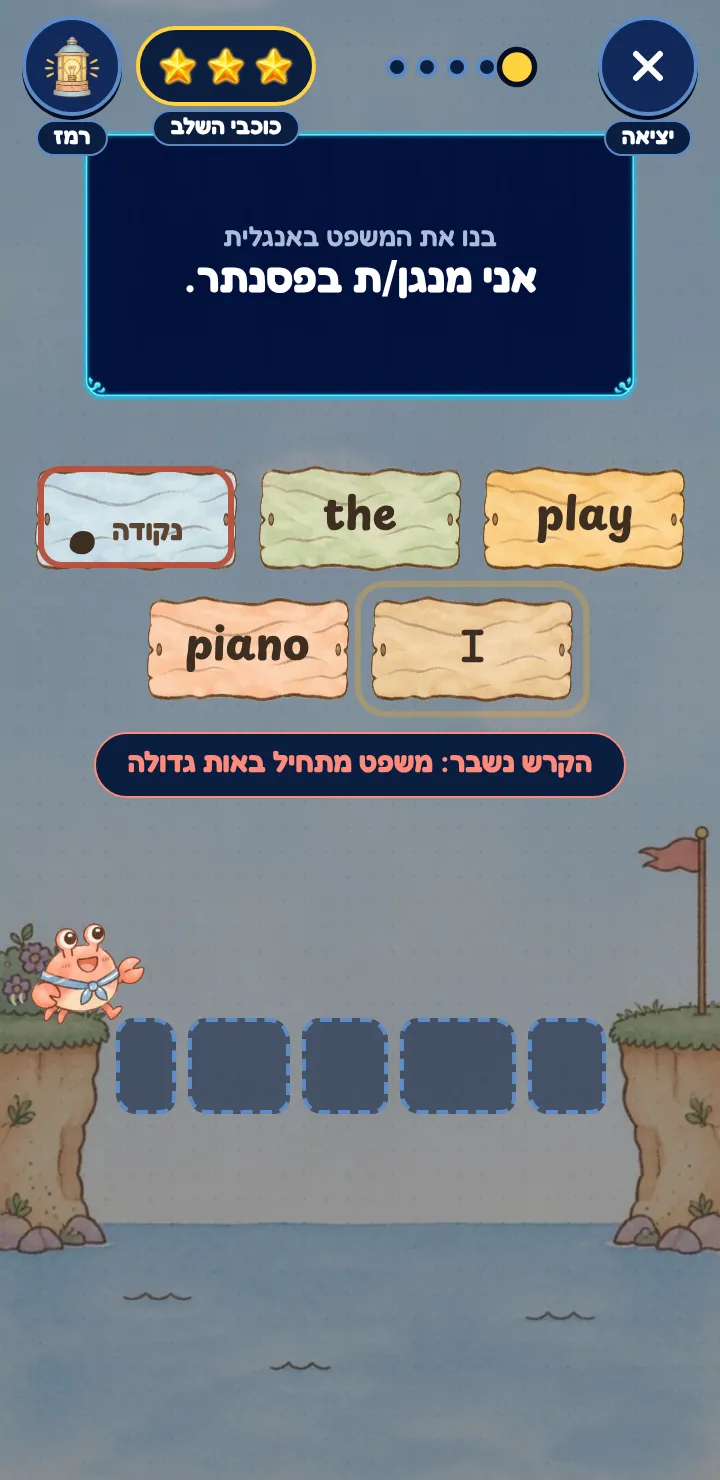 רמז
כוכבי השלב
יציאה
בנו את המשפט באנגלית
אני מנגן/ת בפסנתר.
play
the
. נקודה
I
piano
הקרש נשבר: משפט מתחיל באות גדולה